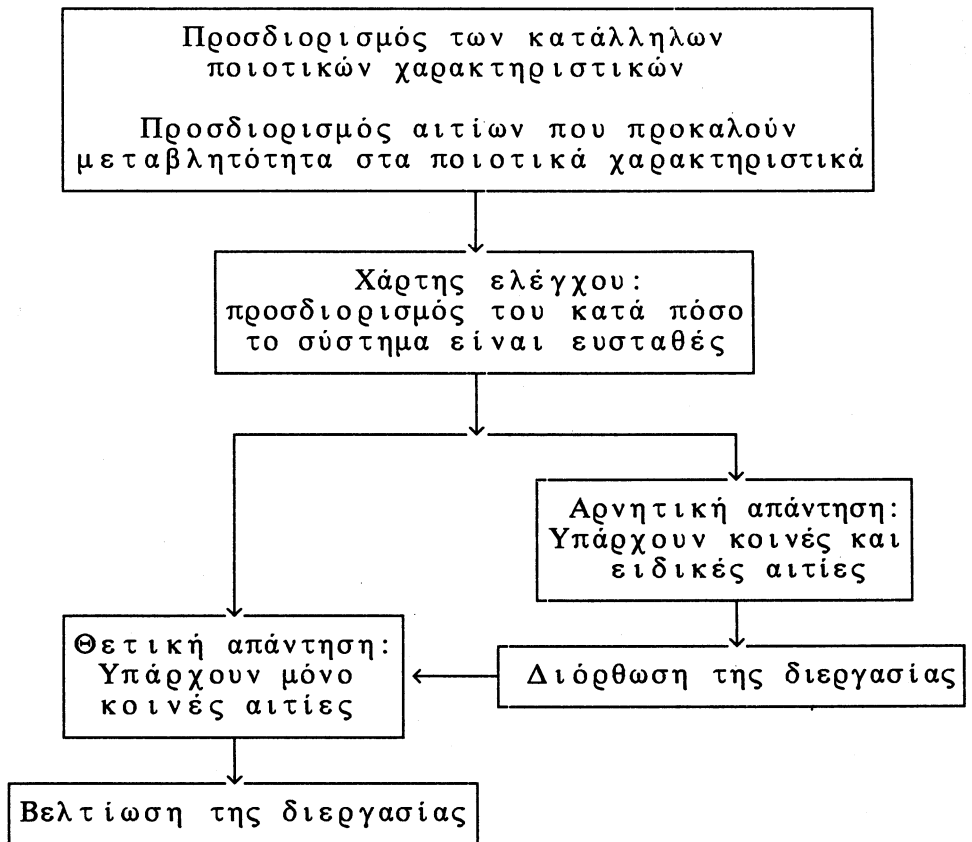 Προσδιορισμός των κατάλληλων
ποιοτικών χαρακτηριστικών
Προσδιορισμός αιτίων που προκαλούν
μεταβλητότητα στα ποιοτικά χαρακτηριστικά
Χάρτης ελέγχου:
προσδιορισμός του κατά πόσο
το σύστημα είναι ευσταθές
Αρνητική απάντηση:
Υπάρχουν κοινές και
ειδικές αιτίες
Θετική απάντηση:
Υπάρχουν μόνο
κοινές αιτίες
Διόρθωση της διεργασίας
Βελτίωση της διεργασίας